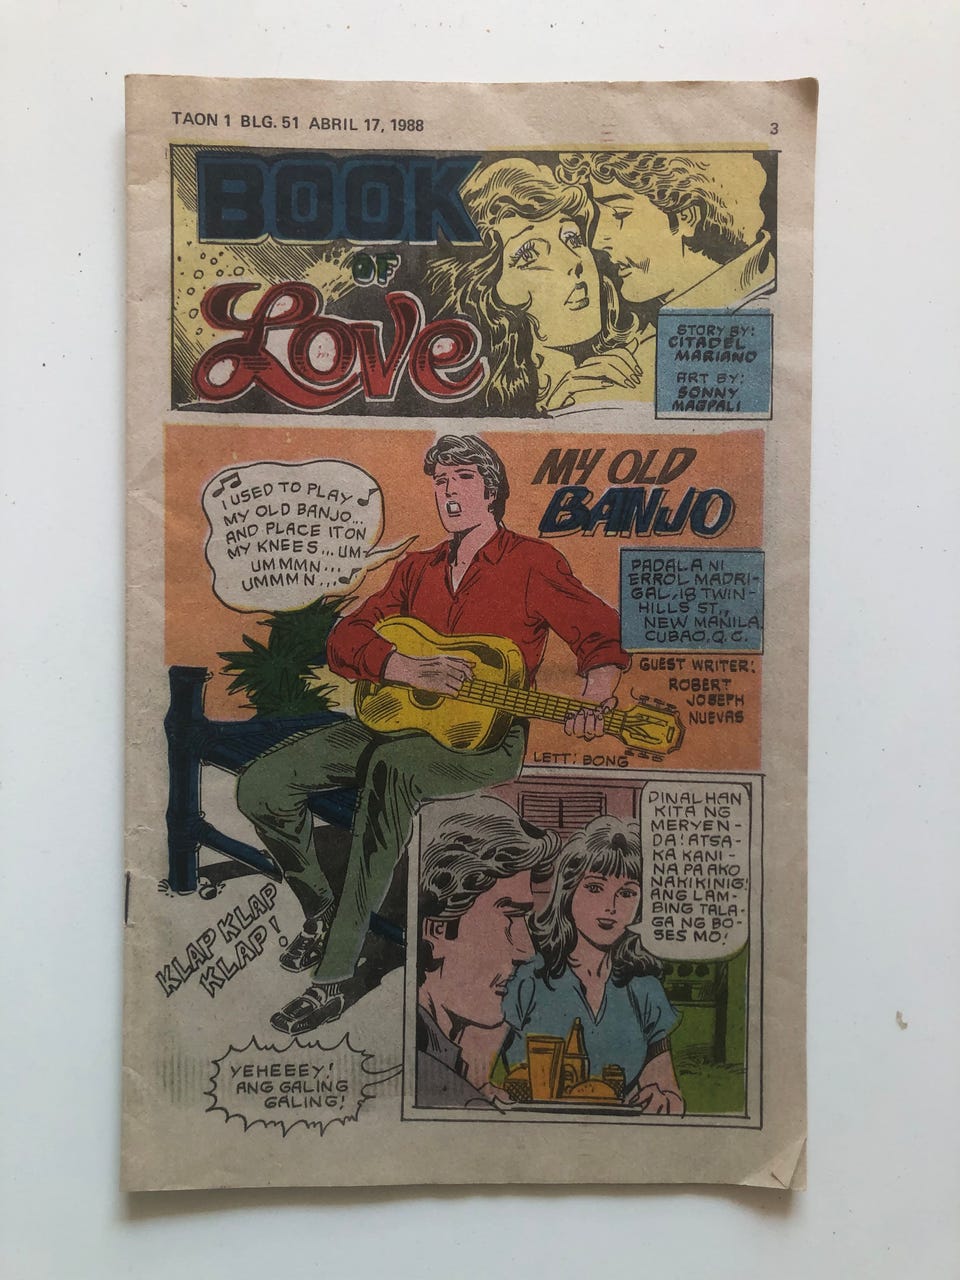 TAON 1 BLG. 51 ABRIL 17, 1988
3
BOOK
OF
Love
STORY BY:
CITADEL
MARIANO
ART BY:
SONNY
MAGPALI
MY OLD
BANJO
I USED TO PLAY
MY OLD BANJO...
AND PLACE IT ON
MY KNEES... UM-
UMMMN...
UMMMN...
PADALA NI
ERROL MADRI-
GAL, 18 TWIN-
HILLS ST.,
NEW MANILA,
CUBAO, Q.C.
GUEST WRITER:
ROBERT
JOSEPH
NUEVAS
LETT: BONG
DINALHAN
KITA NG
MERYEN-
DA! ATSA-
KA KANI-
NA PA AKO
NAKIKINIG!
ANG LAM-
BING TALA-
GA NG BO-
SES MO!
KLAP KLAP
KLAP!
YEHEEEY!
ANG GALING
GALING!